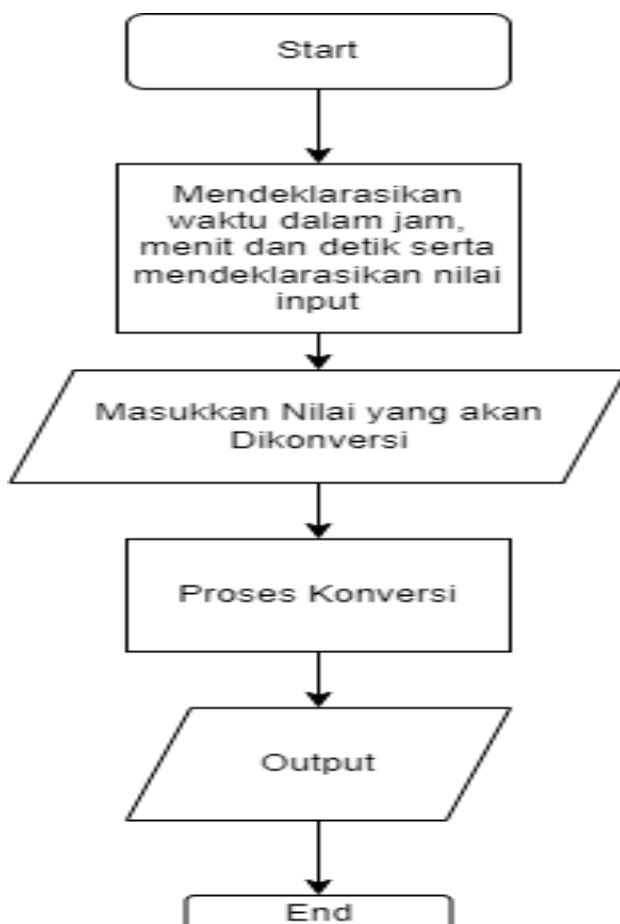 Start
Mendeklarasikan
waktu dalam jam,
menit dan detik serta
mendeklarasikan nilai
input
Masukkan Nilai yang akan
Dikonversi
Proses Konversi
Output
End